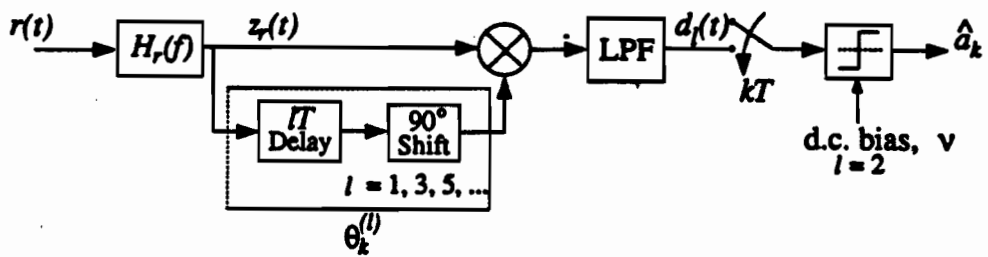 r(t)
H_r(f)
z_r(t)
LPF
d_l(t)
kT
â_k
lT
Delay
90°
Shift
l = 1, 3, 5, ...
θ_k^(l)
d.c. bias, ν
l = 2